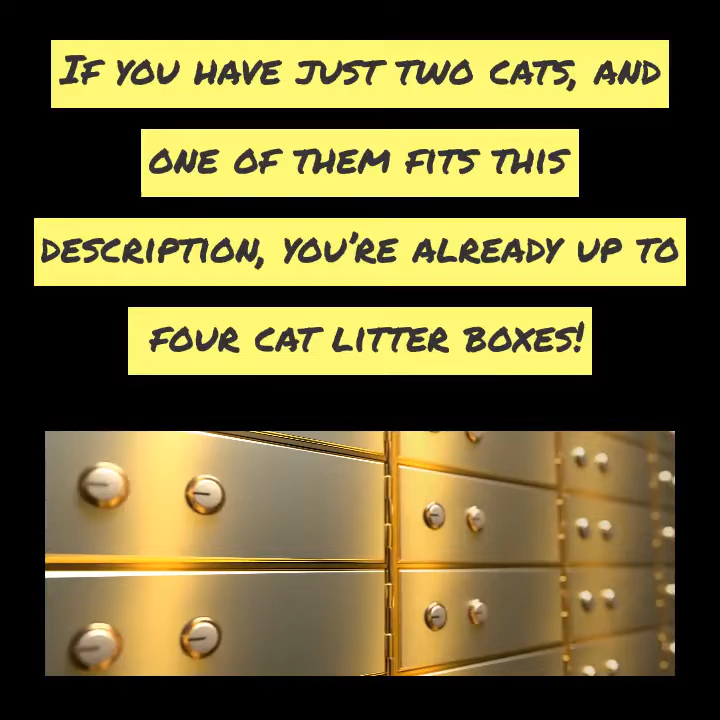 If you have just two cats, and
one of them fits this
description, you're already up to
four cat litter boxes!